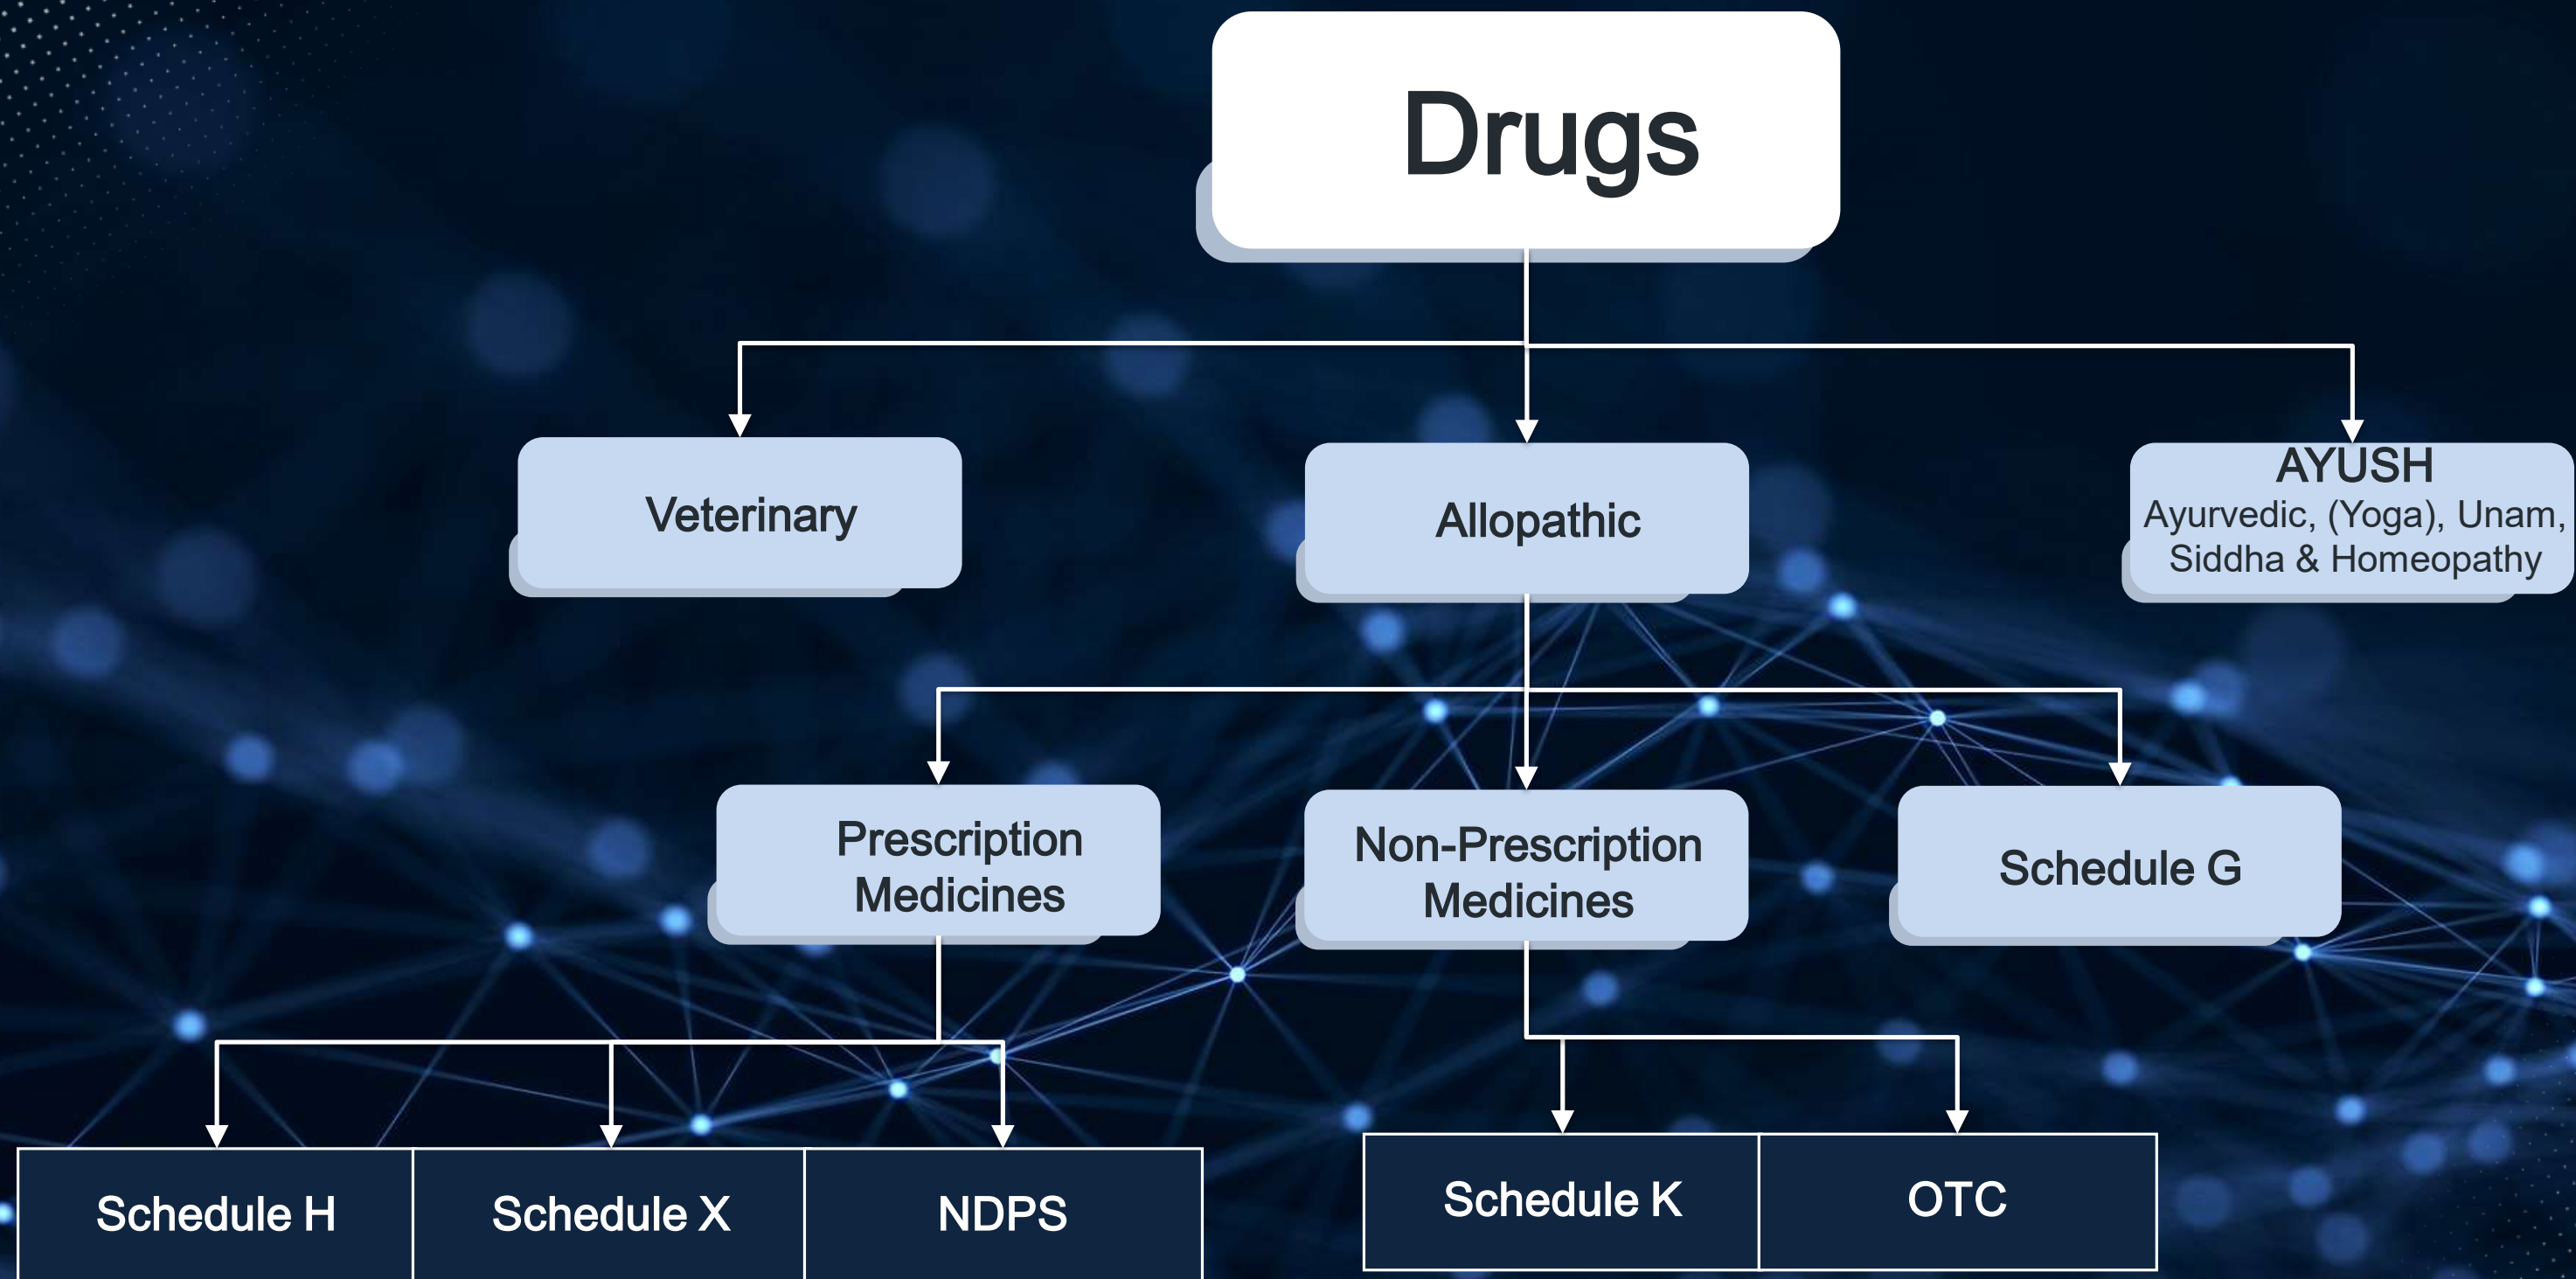 Drugs
Veterinary
Allopathic
AYUSH
Ayurvedic, (Yoga), Unam,
Siddha & Homeopathy
Prescription
Medicines
Non-Prescription
Medicines
Schedule G
Schedule H
Schedule X
NDPS
Schedule K
OTC